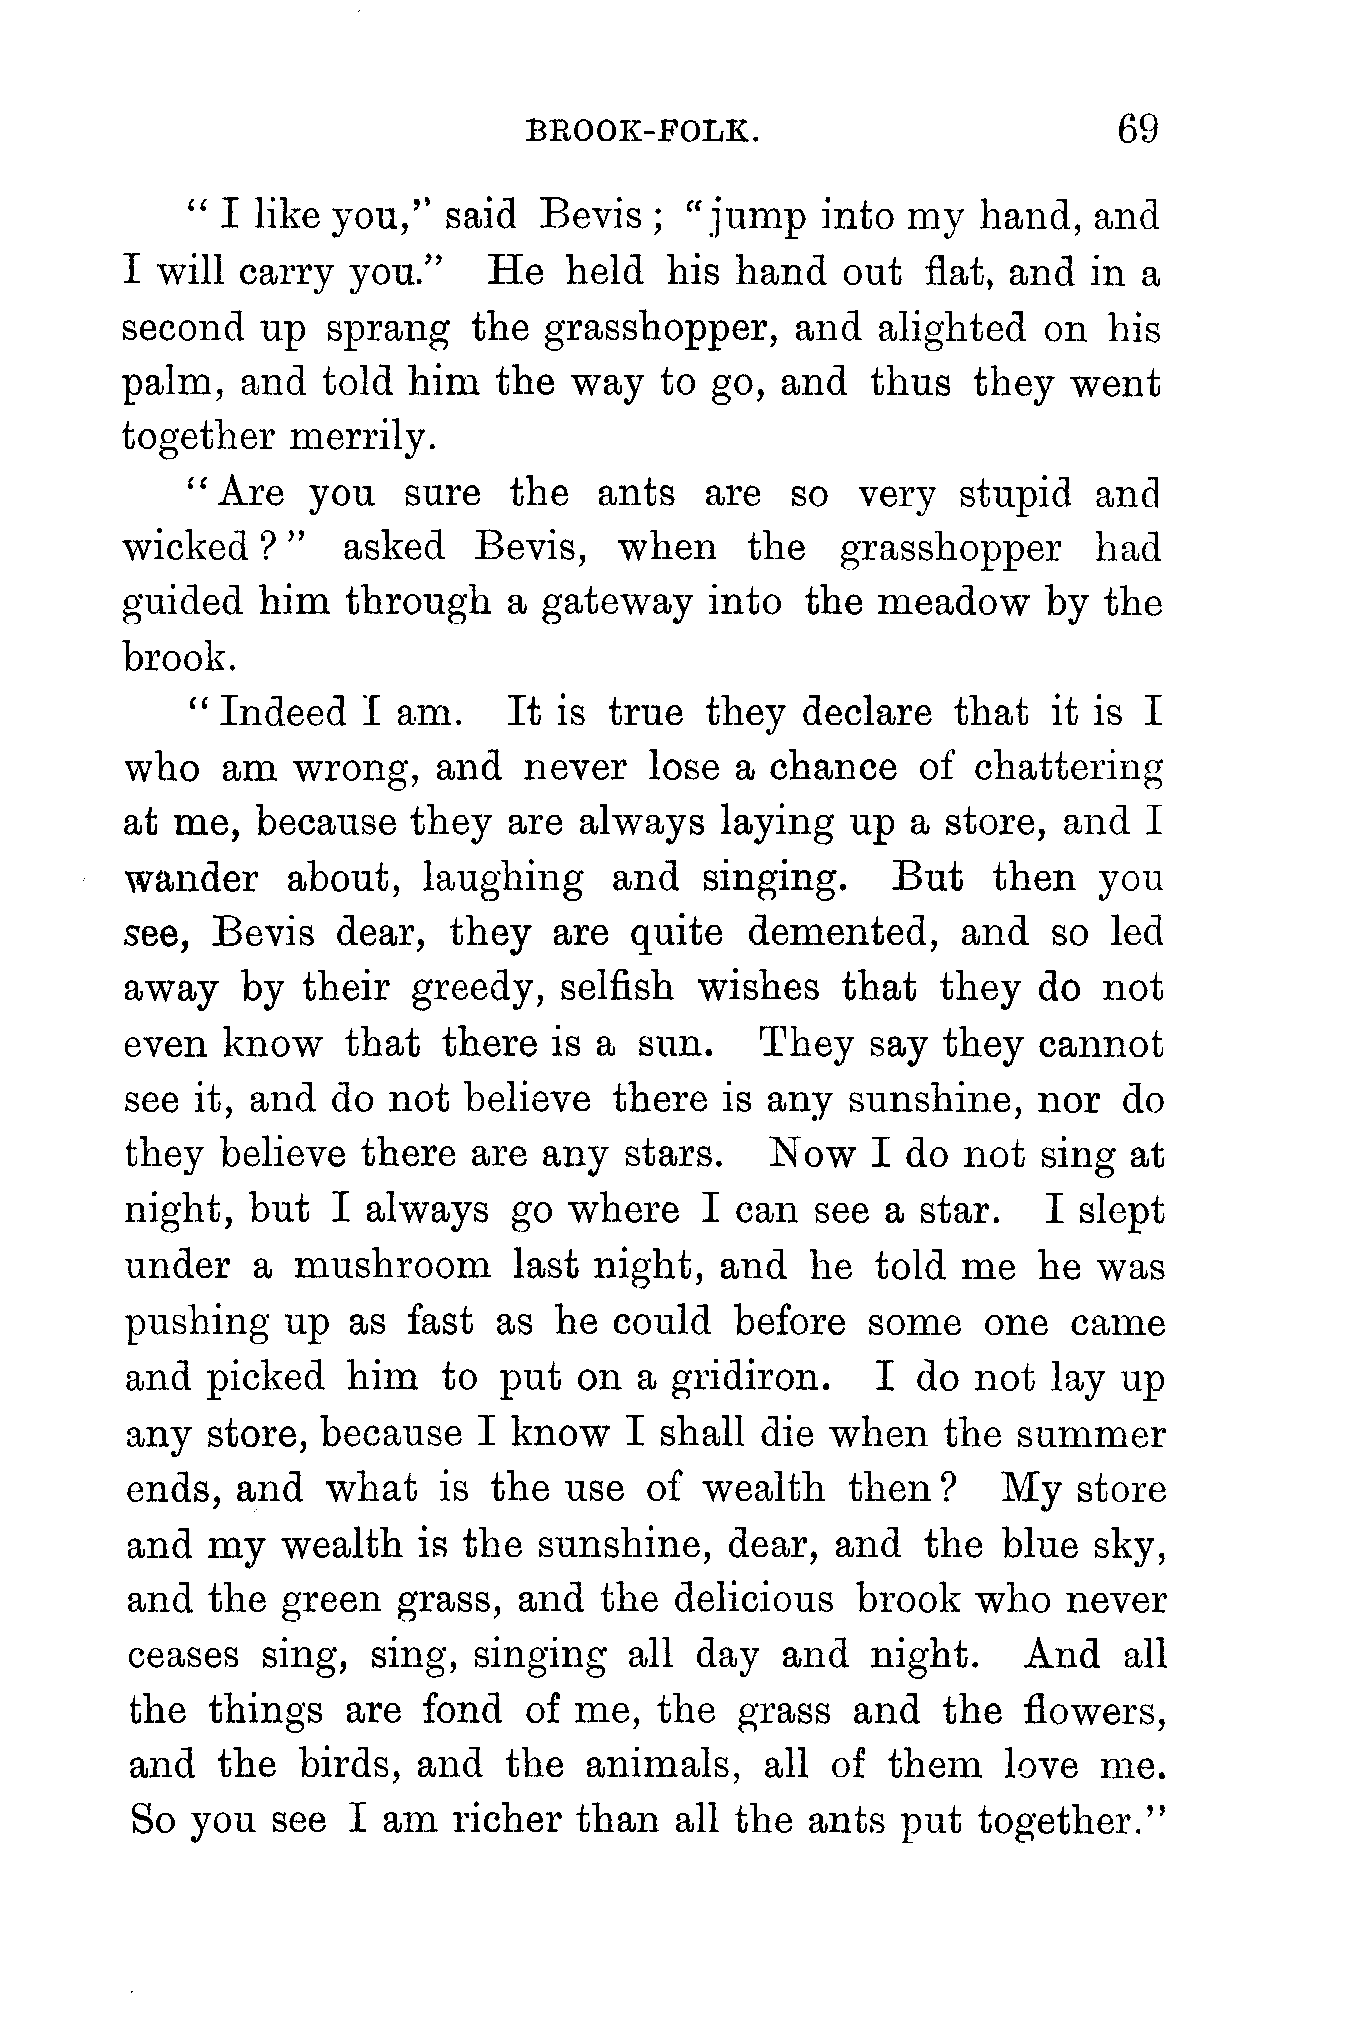 BROOK-FOLK. 69
“ I like you,” said Bevis ; “jump into my hand, and
I will carry you.” He held his hand out flat, and in a
second up sprang the grasshopper, and alighted on his
palm, and told him the way to go, and thus they went
together merrily.
“ Are you sure the ants are so very stupid and
wicked ? ” asked Bevis, when the grasshopper had
guided him through a gateway into the meadow by the
brook.
“ Indeed I am. It is true they declare that it is I
who am wrong, and never lose a chance of chattering
at me, because they are always laying up a store, and I
wander about, laughing and singing. But then you
see, Bevis dear, they are quite demented, and so led
away by their greedy, selfish wishes that they do not
even know that there is a sun. They say they cannot
see it, and do not believe there is any sunshine, nor do
they believe there are any stars. Now I do not sing at
night, but I always go where I can see a star. I slept
under a mushroom last night, and he told me he was
pushing up as fast as he could before some one came
and picked him to put on a gridiron. I do not lay up
any store, because I know I shall die when the summer
ends, and what is the use of wealth then ? My store
and my wealth is the sunshine, dear, and the blue sky,
and the green grass, and the delicious brook who never
ceases sing, sing, singing all day and night. And all
the things are fond of me, the grass and the flowers,
and the birds, and the animals, all of them love me.
So you see I am richer than all the ants put together.”